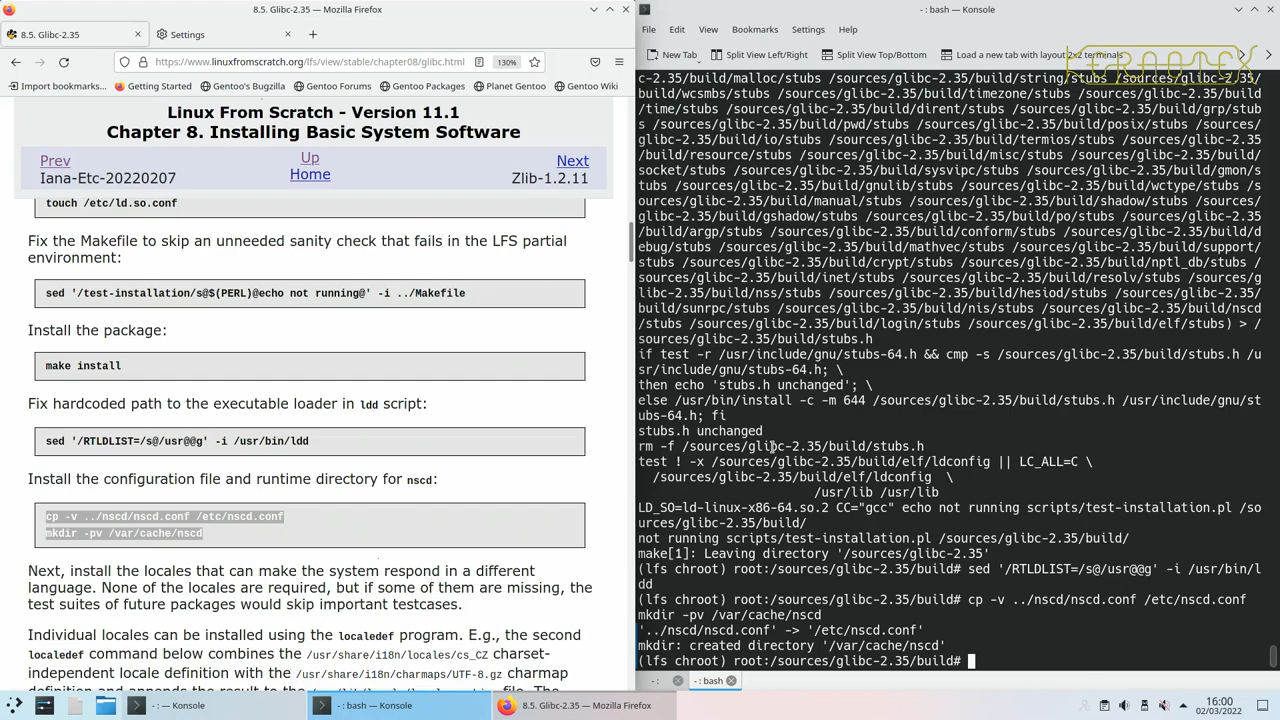 8.5. Glibc-2.35 — Mozilla Firefox
8.5. Glibc-2.35
Settings
https://www.linuxfromscratch.org/lfs/view/stable/chapter08/glibc.html
130%
Import bookmarks...
Getting Started
Gentoo's Bugzilla
Gentoo Forums
Gentoo Packages
Planet Gentoo
Gentoo Wiki
Linux From Scratch - Version 11.1
Chapter 8. Installing Basic System Software
Prev
Up
Next
Iana-Etc-20220207
Home
Zlib-1.2.11
touch /etc/ld.so.conf
Fix the Makefile to skip an unneeded sanity check that fails in the LFS partial
environment:
sed '/test-installation/s@$(PERL)@echo not running@' -i ../Makefile
Install the package:
make install
Fix hardcoded path to the executable loader in ldd script:
sed '/RTLDLIST=/s@/usr@@g' -i /usr/bin/ldd
Install the configuration file and runtime directory for nscd:
cp -v ../nscd/nscd.conf /etc/nscd.conf
mkdir -pv /var/cache/nscd
Next, install the locales that can make the system respond in a different
language. None of the locales are required, but if some of them are missing, the
test suites of future packages would skip important testcases.
Individual locales can be installed using the localedef program. E.g., the second
localedef command below combines the /usr/share/i18n/locales/cs_CZ
charset-
independent locale definition with the /usr/share/i18n/charmaps/UTF-8.gz charmap
- : bash — Konsole
File
Edit
View
Bookmarks
Settings
Help
New Tab
Split View Left/Right
Split View Top/Bottom
Load a new tab with layout 2x2 terminals
c-2.35/build/malloc/stubs /sources/glibc-2.35/build/string/stubs /sources/glibc-2.35/
build/wcsmbs/stubs /sources/glibc-2.35/build/timezone/stubs /sources/glibc-2.35/build
/time/stubs /sources/glibc-2.35/build/dirent/stubs /sources/glibc-2.35/build/grp/stub
s /sources/glibc-2.35/build/pwd/stubs /sources/glibc-2.35/build/posix/stubs /sources/
glibc-2.35/build/io/stubs /sources/glibc-2.35/build/termios/stubs /sources/glibc-2.35
/build/resource/stubs /sources/glibc-2.35/build/misc/stubs /sources/glibc-2.35/build/
socket/stubs /sources/glibc-2.35/build/sysvipc/stubs /sources/glibc-2.35/build/gmon/s
tubs /sources/glibc-2.35/build/gnulib/stubs /sources/glibc-2.35/build/wctype/stubs /s
ources/glibc-2.35/build/manual/stubs /sources/glibc-2.35/build/shadow/stubs /sources/
glibc-2.35/build/gshadow/stubs /sources/glibc-2.35/build/po/stubs /sources/glibc-2.35
/build/argp/stubs /sources/glibc-2.35/build/conform/stubs /sources/glibc-2.35/build/d
ebug/stubs /sources/glibc-2.35/build/mathvec/stubs /sources/glibc-2.35/build/support/
stubs /sources/glibc-2.35/build/crypt/stubs /sources/glibc-2.35/build/nptl_db/stubs /
sources/glibc-2.35/build/inet/stubs /sources/glibc-2.35/build/resolv/stubs /sources/g
libc-2.35/build/nss/stubs /sources/glibc-2.35/build/hesiod/stubs /sources/glibc-2.35/
build/sunrpc/stubs /sources/glibc-2.35/build/nis/stubs /sources/glibc-2.35/build/nscd
/stubs /sources/glibc-2.35/build/login/stubs /sources/glibc-2.35/build/elf/stubs) > /
sources/glibc-2.35/build/stubs.h
if test -r /usr/include/gnu/stubs-64.h && cmp -s /sources/glibc-2.35/build/stubs.h /u
sr/include/gnu/stubs-64.h; \
then echo 'stubs.h unchanged'; \
else /usr/bin/install -c -m 644 /sources/glibc-2.35/build/stubs.h /usr/include/gnu/st
ubs-64.h; fi
stubs.h unchanged
rm -f /sources/glibc-2.35/build/stubs.h
test ! -x /sources/glibc-2.35/build/elf/ldconfig || LC_ALL=C \
/sources/glibc-2.35/build/elf/ldconfig \
/usr/lib /usr/lib
LD_SO=ld-linux-x86-64.so.2 CC="gcc" echo not running scripts/test-installation.pl /so
urces/glibc-2.35/build/
not running scripts/test-installation.pl /sources/glibc-2.35/build/
make[1]: Leaving directory '/sources/glibc-2.35'
(lfs chroot) root:/sources/glibc-2.35/build# sed '/RTLDLIST=/s@/usr@@g' -i /usr/bin/l
dd
(lfs chroot) root:/sources/glibc-2.35/build# cp -v ../nscd/nscd.conf /etc/nscd.conf
mkdir -pv /var/cache/nscd
'../nscd/nscd.conf' -> '/etc/nscd.conf'
mkdir: created directory '/var/cache/nscd'
(lfs chroot) root:/sources/glibc-2.35/build#
- :
- : bash
- : — Konsole
- : bash — Konsole
8.5. Glibc-2.35 — Mozilla Firefox
16:00
02/03/2022